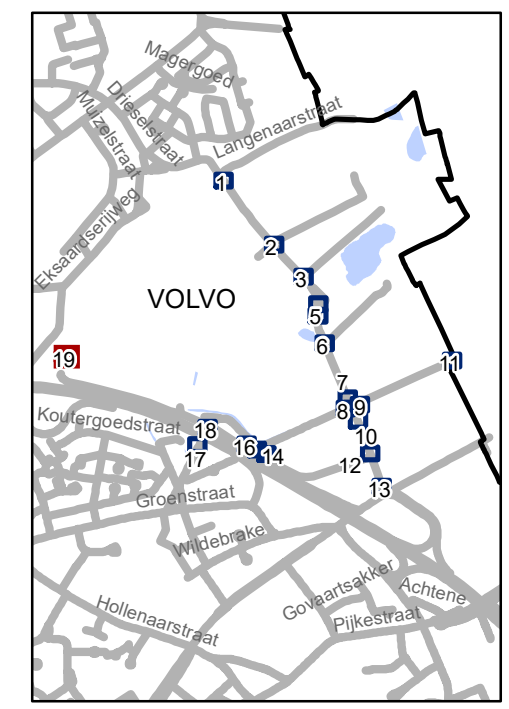 Magergoed
Drieselstraat
Muizelstraat
Langenaarstraat
1
Eksaardserijweg
2
3
VOLVO
5
6
19
11
7
8
9
Koutergoedstraat
18
10
17
16
14
12
13
Groenstraat
Wildebrake
Govaartsakker
Achtene
Hollenaarstraat
Pijkestraat